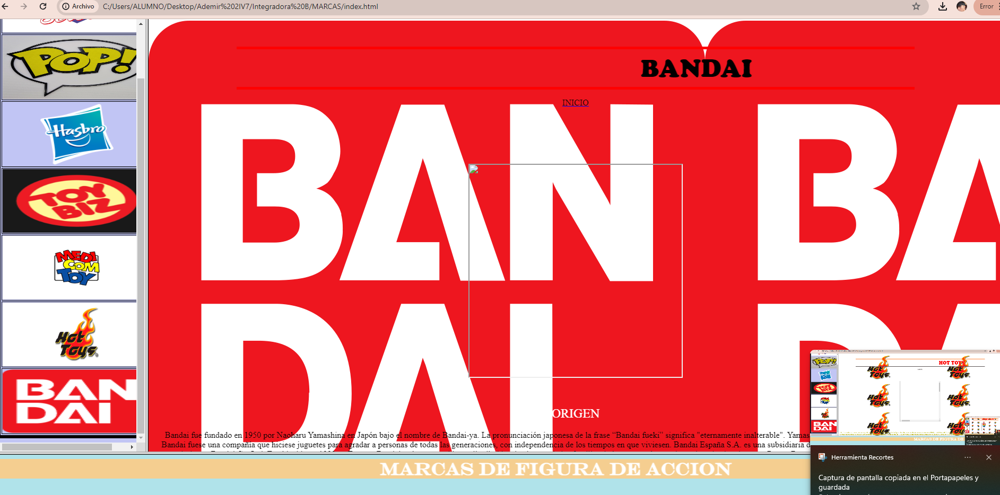 Archivo
C:/Users/ALUMNO/Desktop/Ademir%202IV7/Integradora%20B/MARCAS/index.html
Error
POP!
Hasbro
TOY
BIZ
MEDI
COM
TOY
Hot
Toys
BAN
DAI
BANDAI
INICIO
BAN
DAI
ORIGEN
Bandai fue fundado en 1950 por Naoharu Yamashina en Japón bajo el nombre de Bandai-ya. La pronunciación japonesa de la frase “Bandai fueki” significa "eternamente inalterable". Yamas
Bandai fuese una compañía que hiciese juguetes para agradar a personas de todas las generaciones, con independencia de los tiempos en que viviesen. Bandai España S.A. es una subsidiaria d
MARCAS DE FIGURA DE ACCION
HOT TOYS
POP!
Hot
Toys
Hot
Toys
Hot
Toys
Hot
Toys
Hot
Toys
Hot
Toys
BAN
DAI
MARCAS DE FIGURA DE
Herramienta Recortes
Captura de pantalla copiada en el Portapapeles y
guardada